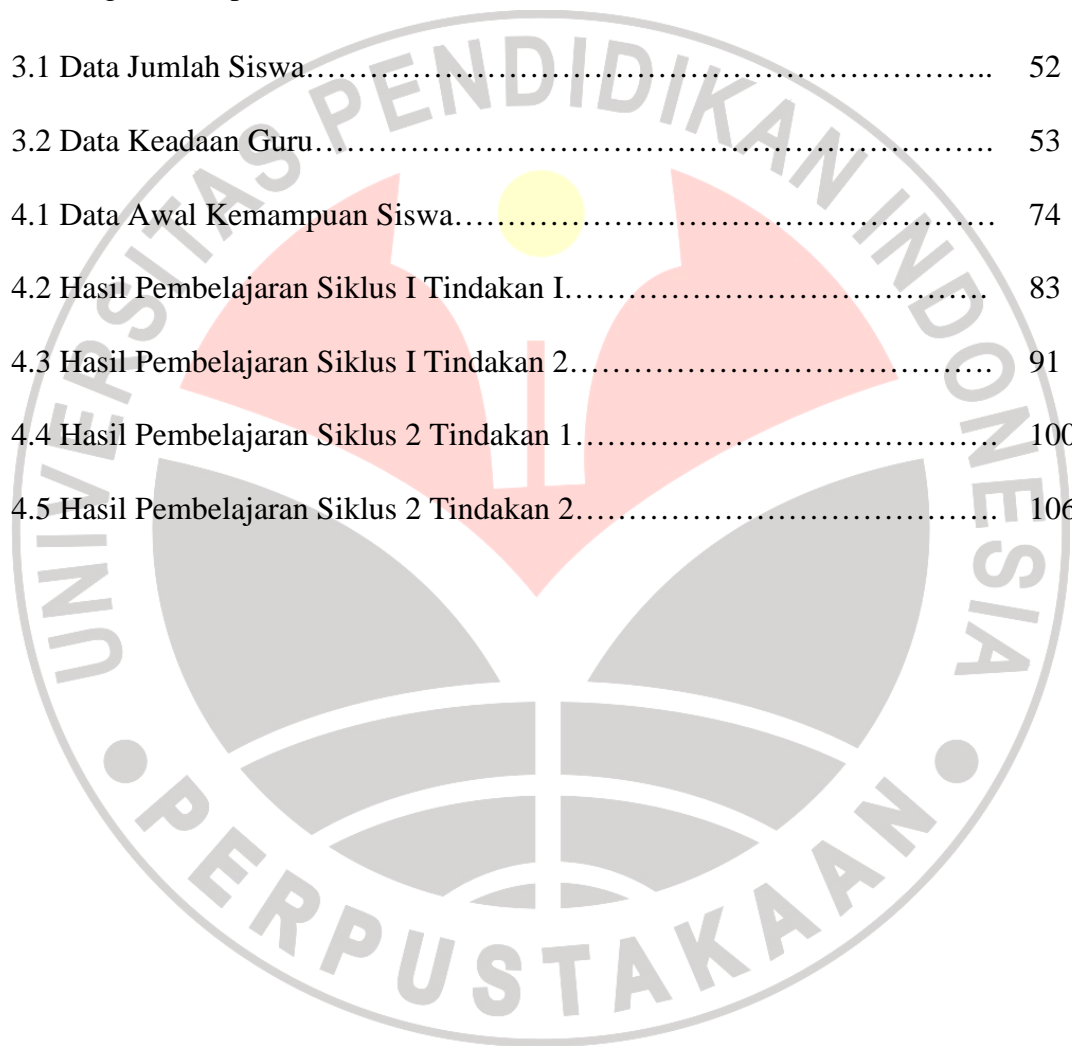 3.1 Data Jumlah Siswa…………………………………………………………….. 52
3.2 Data Keadaan Guru……………………………………………………………. 53
4.1 Data Awal Kemampuan Siswa……………………………………………… 74
4.2 Hasil Pembelajaran Siklus I Tindakan I…………………………………. 83
4.3 Hasil Pembelajaran Siklus I Tindakan 2…………………………………. 91
4.4 Hasil Pembelajaran Siklus 2 Tindakan 1…………………………………. 100
4.5 Hasil Pembelajaran Siklus 2 Tindakan 2…………………………………. 106
UNIVERSITAS PENDIDIKAN INDONESIA
PERPUSTAKAAN